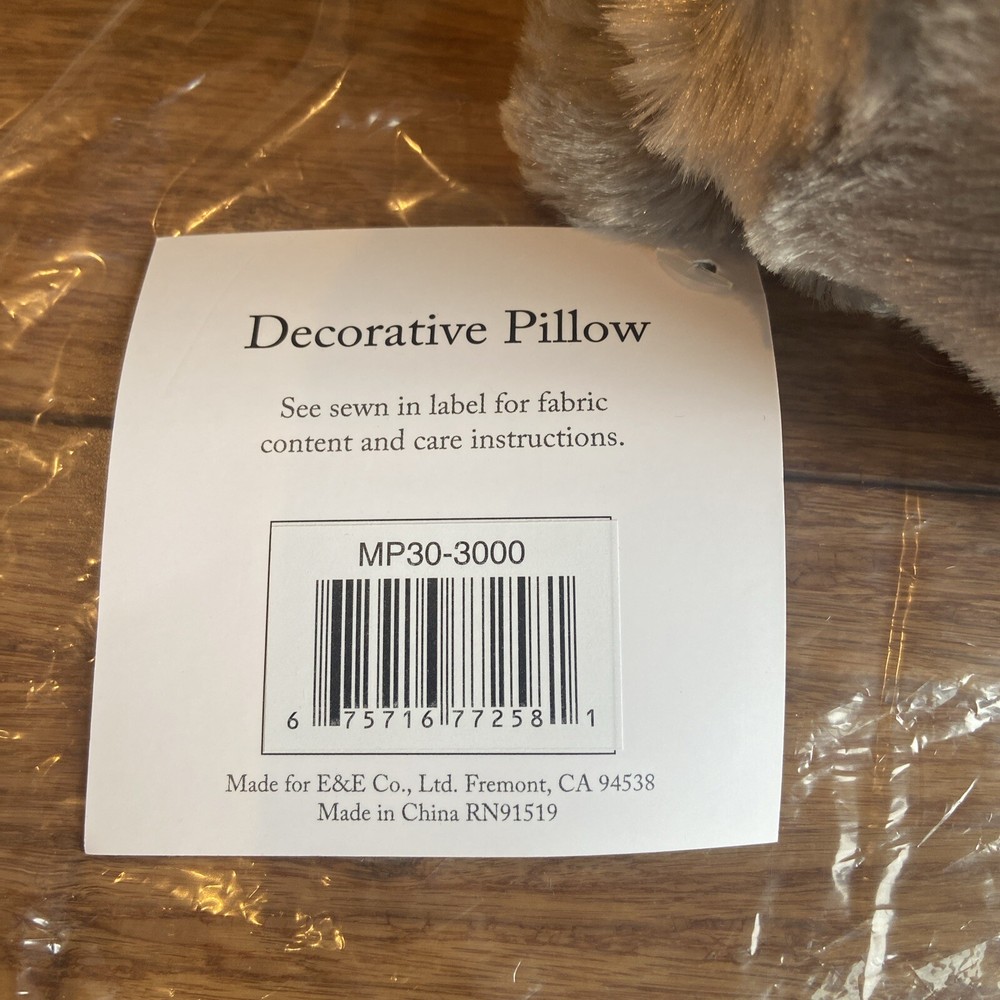 Decorative Pillow
See sewn in label for fabric
content and care instructions.
MP30-3000
6 75716 77258 1
Made for E&E Co., Ltd. Fremont, CA 94538
Made in China RN91519